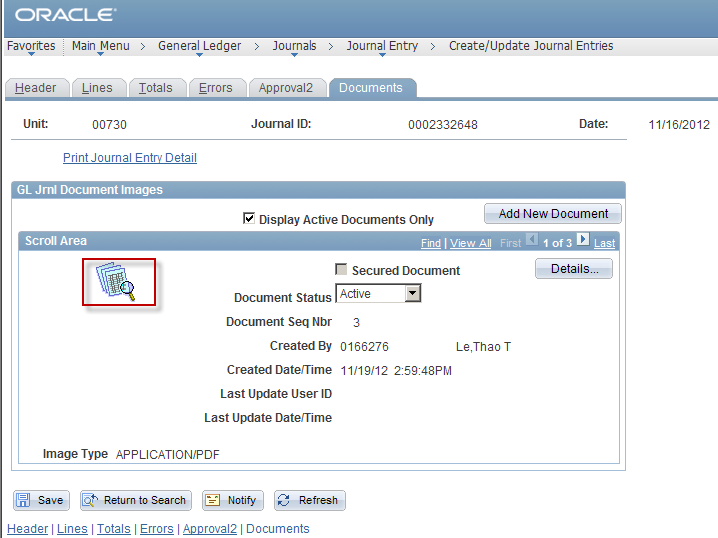 ORACLE
Favorites Main Menu > General Ledger > Journals > Journal Entry > Create/Update Journal Entries
Header Lines Totals Errors Approval2 Documents
Unit: 00730 Journal ID: 0002332648 Date: 11/16/2012
Print Journal Entry Detail
GL Jrnl Document Images
Display Active Documents Only Add New Document
Scroll Area Find | View All First 1 of 3 Last
Secured Document Details...
Document Status Active
Document Seq Nbr 3
Created By 0166276 Le,Thao T
Created Date/Time 11/19/12 2:59:48PM
Last Update User ID
Last Update Date/Time
Image Type APPLICATION/PDF
Save Return to Search Notify Refresh
Header | Lines | Totals | Errors | Approval2 | Documents